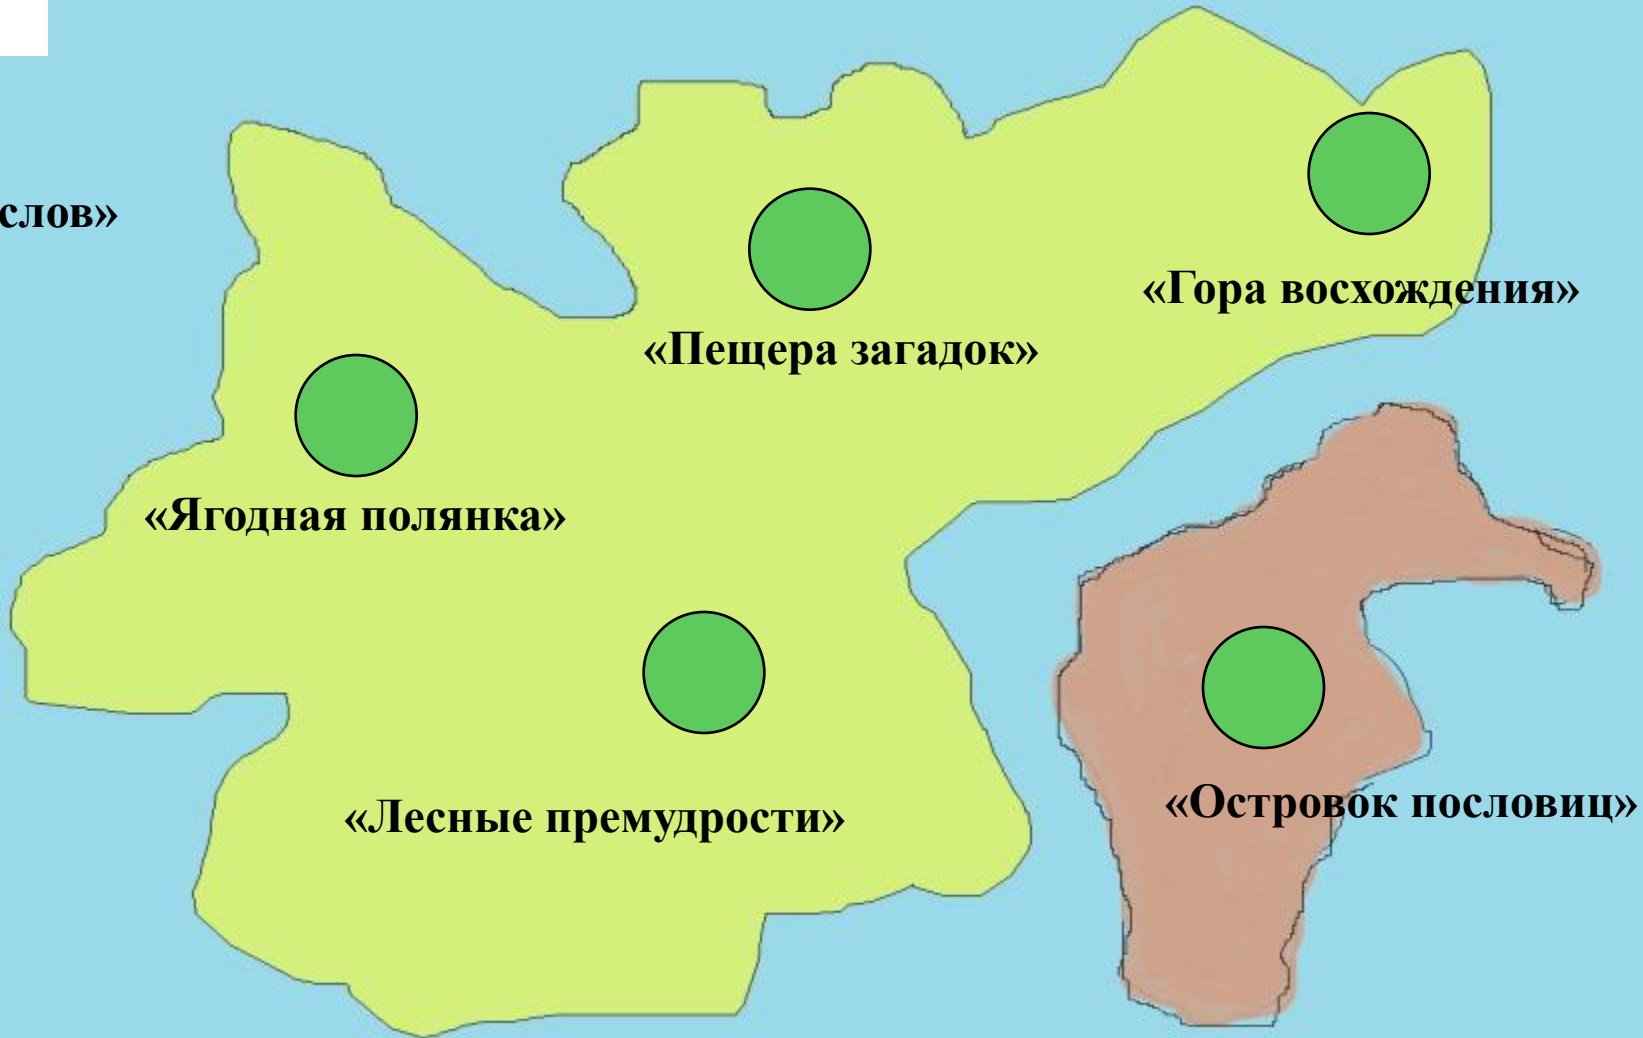 слов»
«Гора восхождения»
«Пещера загадок»
«Ягодная полянка»
«Островок пословиц»
«Лесные премудрости»